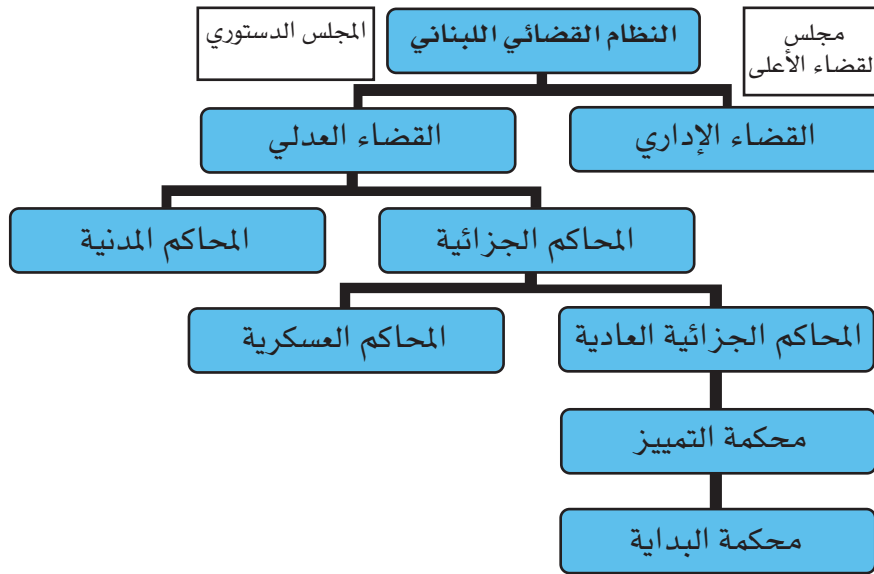 مجلس
لقضاء الأعلى
النظام القضائي اللبناني
المجلس الدستوري
القضاء الإداري
القضاء العدلي
المحاكم الجزائية
المحاكم المدنية
المحاكم الجزائية العادية
المحاكم العسكرية
محكمة التمييز
محكمة البداية